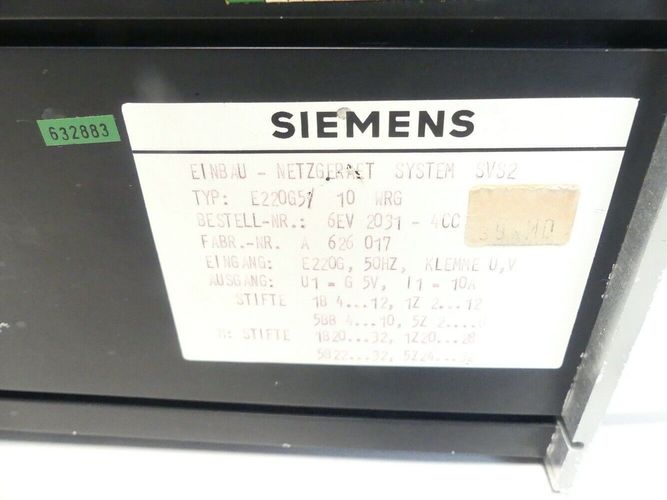 632883
SIEMENS
EINBAU - NETZGERAET SYSTEM SVS2
TYP: E220G5/ 10 WRG
BESTELL-NR.: 6EV 2031 - 4CC
FABR.-NR. A 626 017
EINGANG: E220G, 50HZ, KLEMME U,V
AUSGANG: U1 = G 5V, I1 = 10A
STIFTE 1B 4...12, 1Z 2...12
5BB 4...10, 5Z 2...
M: STIFTE 1B20...32, 1Z20...28
5B22...32, 5Z24...